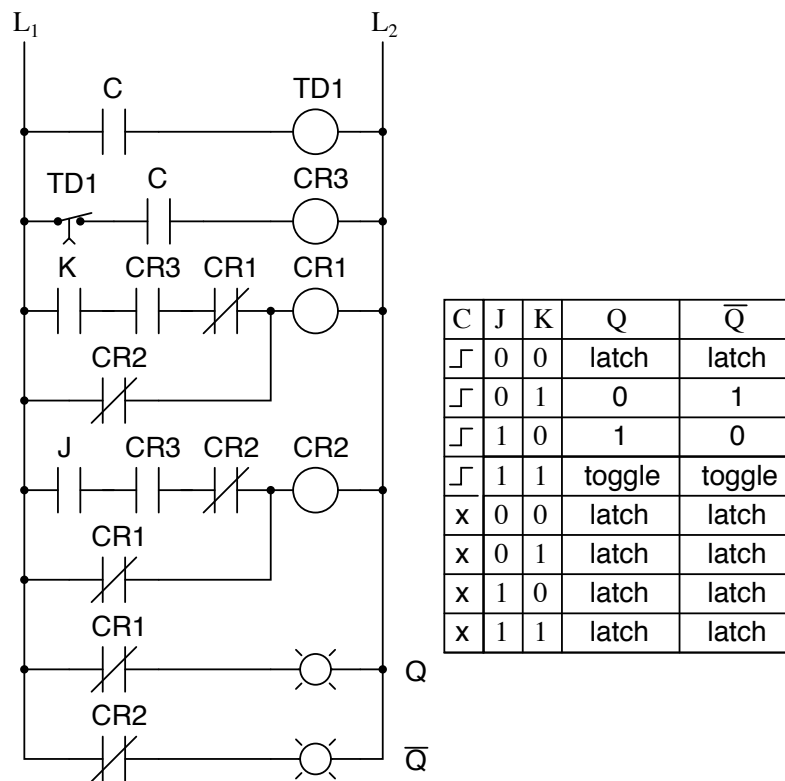 L₁ L₂
C TD1
TD1 C CR3
K CR3 CR1 CR1
CR2
J CR3 CR2 CR2
CR1
CR1
Q
CR2
Q̅
C J K Q Q̅
0 0 latch latch
0 1 0 1
1 0 1 0
1 1 toggle toggle
x 0 0 latch latch
x 0 1 latch latch
x 1 0 latch latch
x 1 1 latch latch